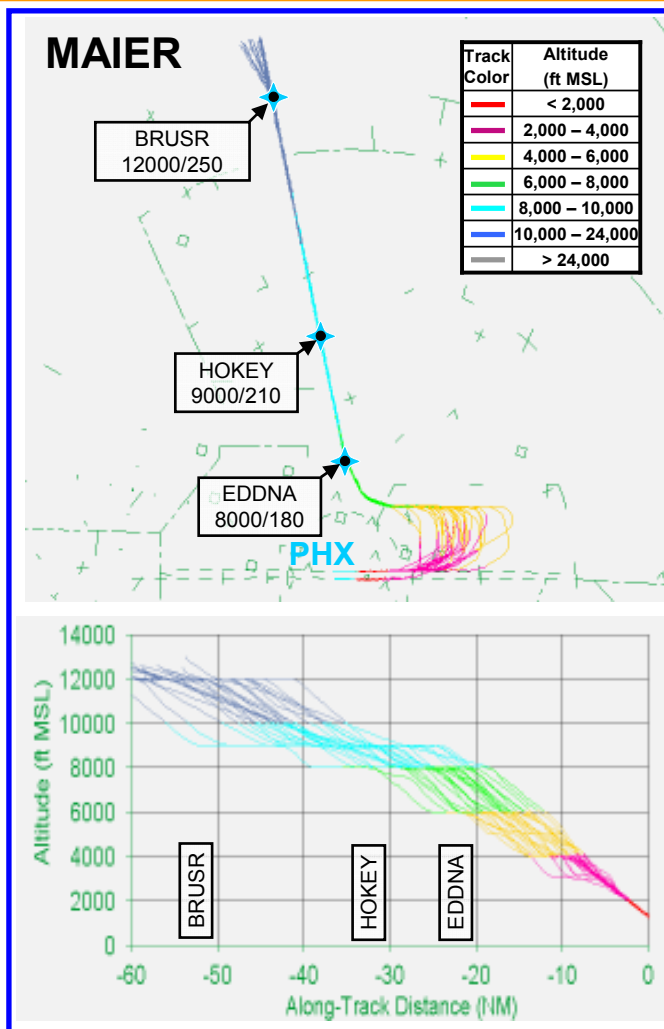 MAIER
Track Color
Altitude (ft MSL)
< 2,000
2,000 – 4,000
4,000 – 6,000
6,000 – 8,000
8,000 – 10,000
10,000 – 24,000
> 24,000
BRUSR
12000/250
HOKEY
9000/210
EDDNA
8000/180
PHX
Altitude (ft MSL)
14000
12000
10000
8000
6000
4000
2000
0
BRUSR
HOKEY
EDDNA
-60 -50 -40 -30 -20 -10 0
Along-Track Distance (NM)